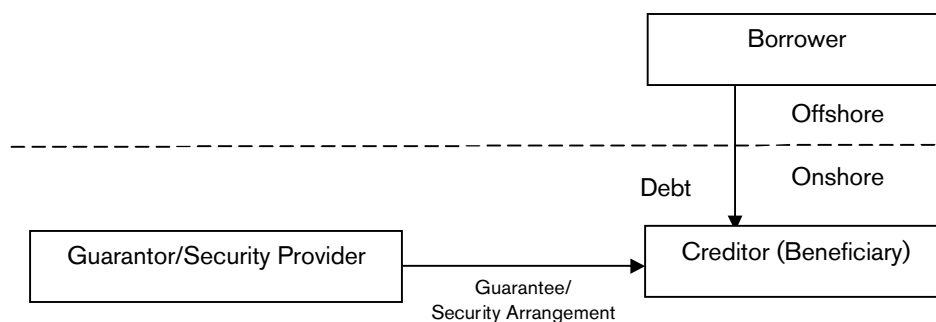 Borrower
Offshore
Onshore
Debt
Guarantor/Security Provider
Creditor (Beneficiary)
Guarantee/
Security Arrangement